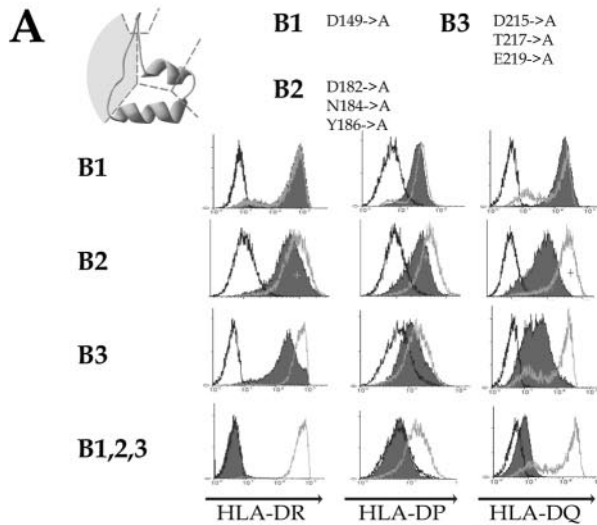 A
B1 D149->A
B2 D182->A
N184->A
Y186->A
B3 D215->A
T217->A
E219->A
B1
B2
B3
B1,2,3
HLA-DR HLA-DP HLA-DQ